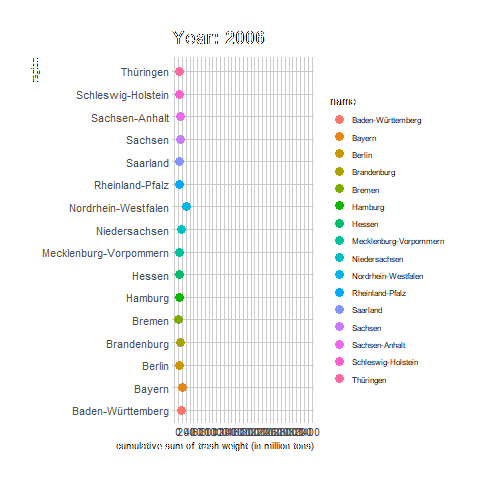 Year: 2006
region
Thüringen
Schleswig-Holstein
Sachsen-Anhalt
Sachsen
Saarland
Rheinland-Pfalz
Nordrhein-Westfalen
Niedersachsen
Mecklenburg-Vorpommern
Hessen
Hamburg
Bremen
Brandenburg
Berlin
Bayern
Baden-Württemberg
cumulative sum of trash weight (in million tons)
name
Baden-Württemberg
Bayern
Berlin
Brandenburg
Bremen
Hamburg
Hessen
Mecklenburg-Vorpommern
Niedersachsen
Nordrhein-Westfalen
Rheinland-Pfalz
Saarland
Sachsen
Sachsen-Anhalt
Schleswig-Holstein
Thüringen